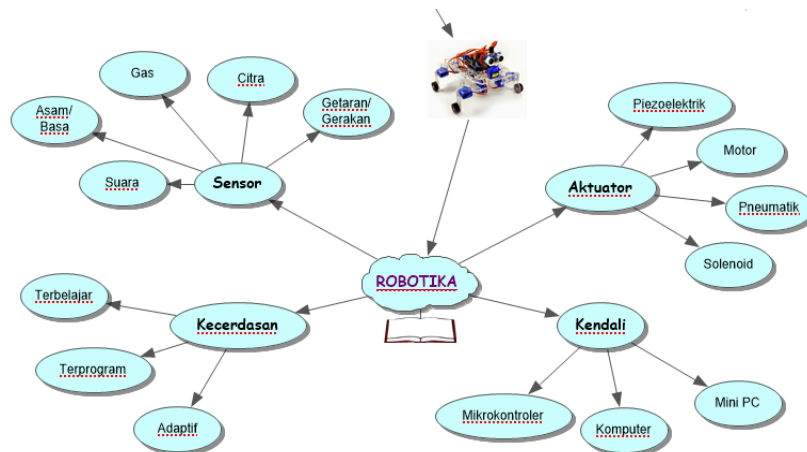 Gas
Citra
Asam/
Basa
Getaran/
Gerakan
Suara
Sensor
Piezoelektrik
Motor
Aktuator
Pneumatik
Solenoid
ROBOTIKA
Terbelajar
Kecerdasan
Terprogram
Adaptif
Kendali
Mikrokontroler
Komputer
Mini PC